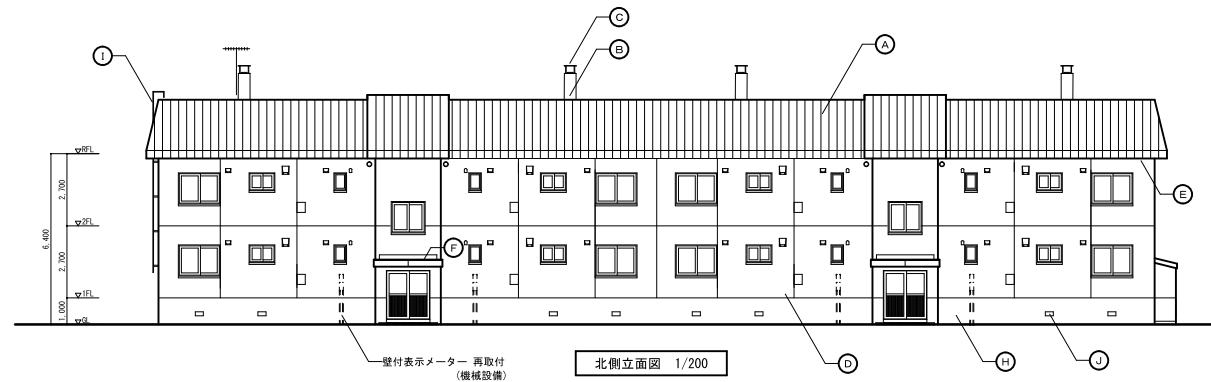 C
I
A
B
RFL
2,700
E
6,400
2FL
F
2,700
1FL
1,000
GL
壁付表示メーター 再取付
(機械設備)
北側立面図 1/200
D
H
J